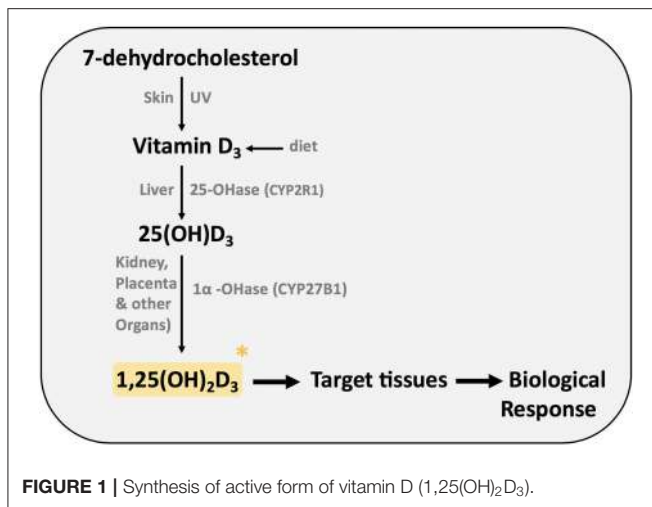 7-dehydrocholesterol
Skin UV
Vitamin D₃ diet
Liver 25-OHase (CYP2R1)
25(OH)D₃
Kidney,
Placenta
& other
Organs)
1α -OHase (CYP27B1)
*
1,25(OH)₂D₃ Target tissues Biological
Response
FIGURE 1 | Synthesis of active form of vitamin D (1,25(OH)₂D₃).